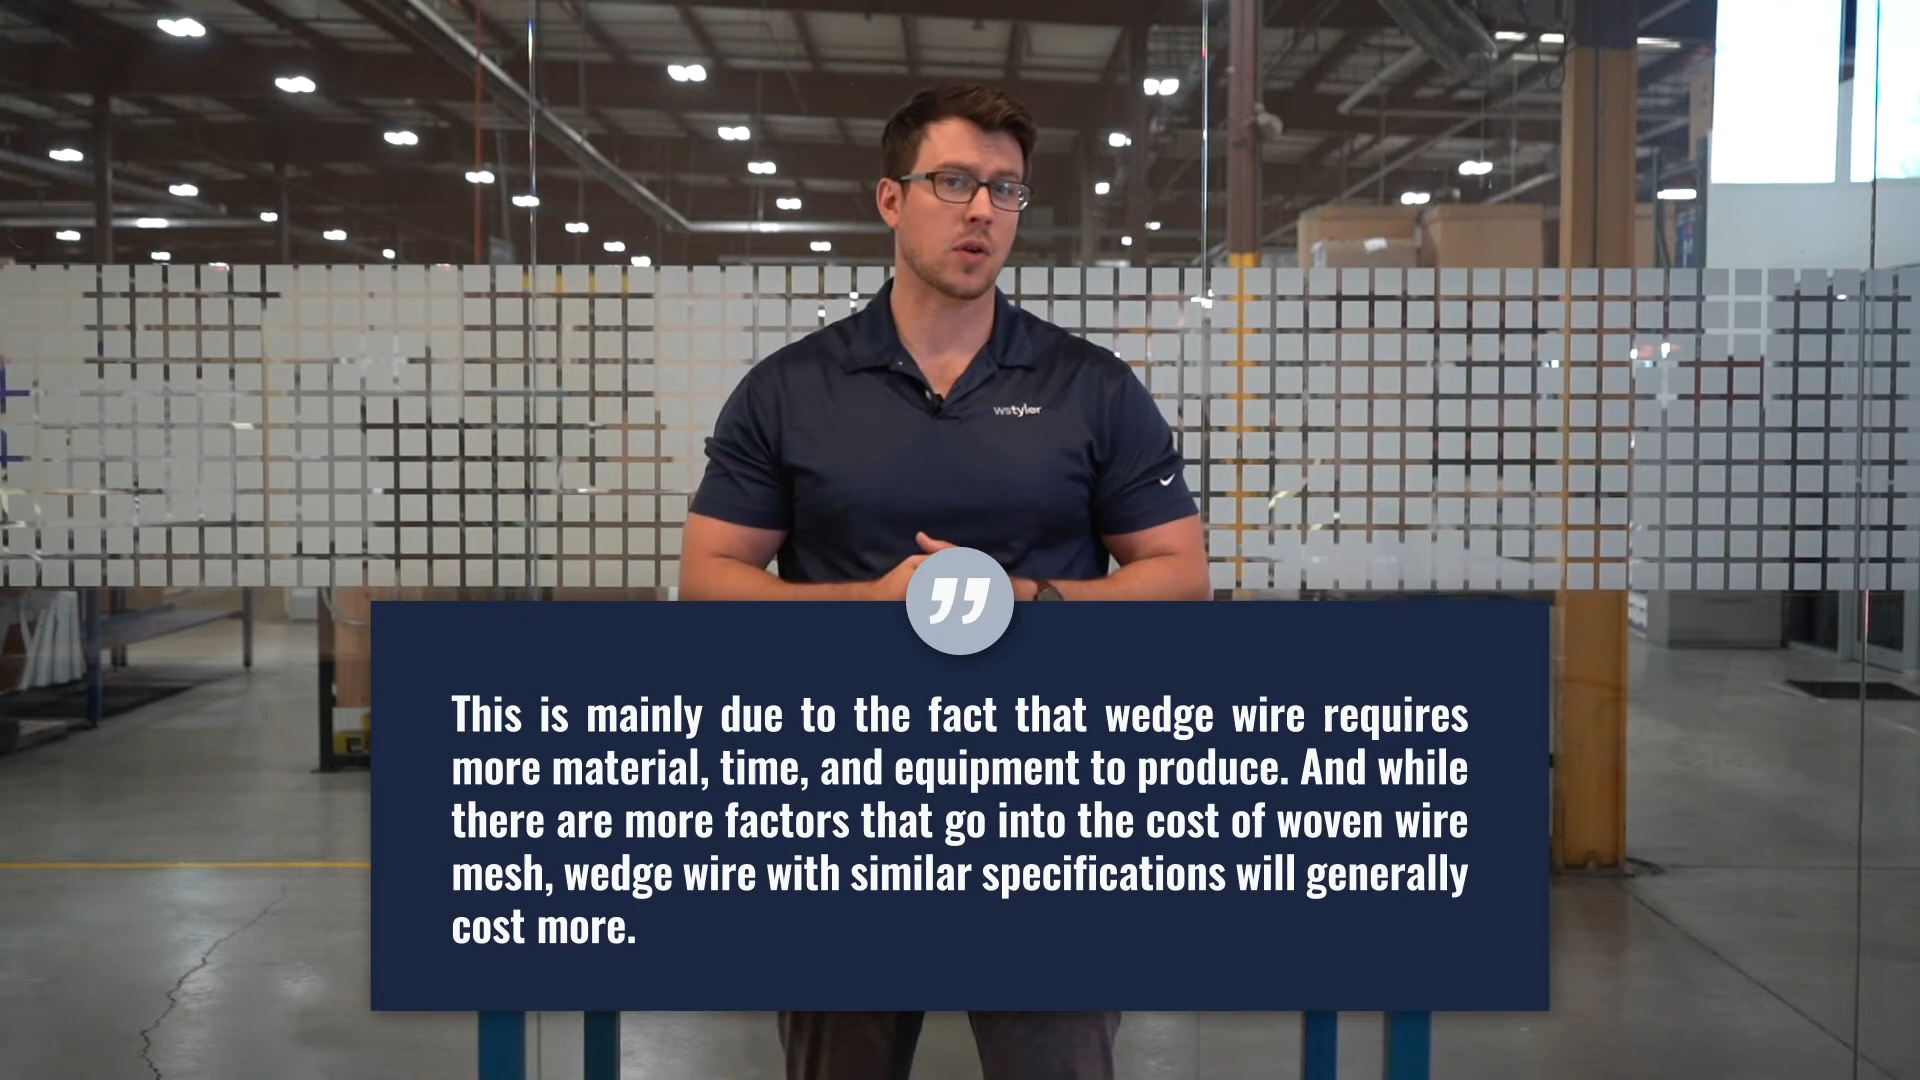 wstyler
This is mainly due to the fact that wedge wire requires
more material, time, and equipment to produce. And while
there are more factors that go into the cost of woven wire
mesh, wedge wire with similar specifications will generally
cost more.